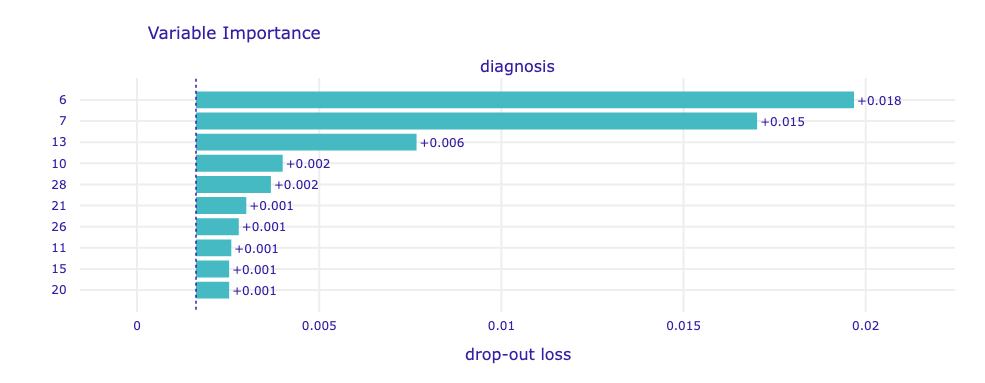 Variable Importance
diagnosis
6 +0.018
7 +0.015
13 +0.006
10 +0.002
28 +0.002
21 +0.001
26 +0.001
11 +0.001
15 +0.001
20 +0.001
0 0.005 0.01 0.015 0.02
drop-out loss